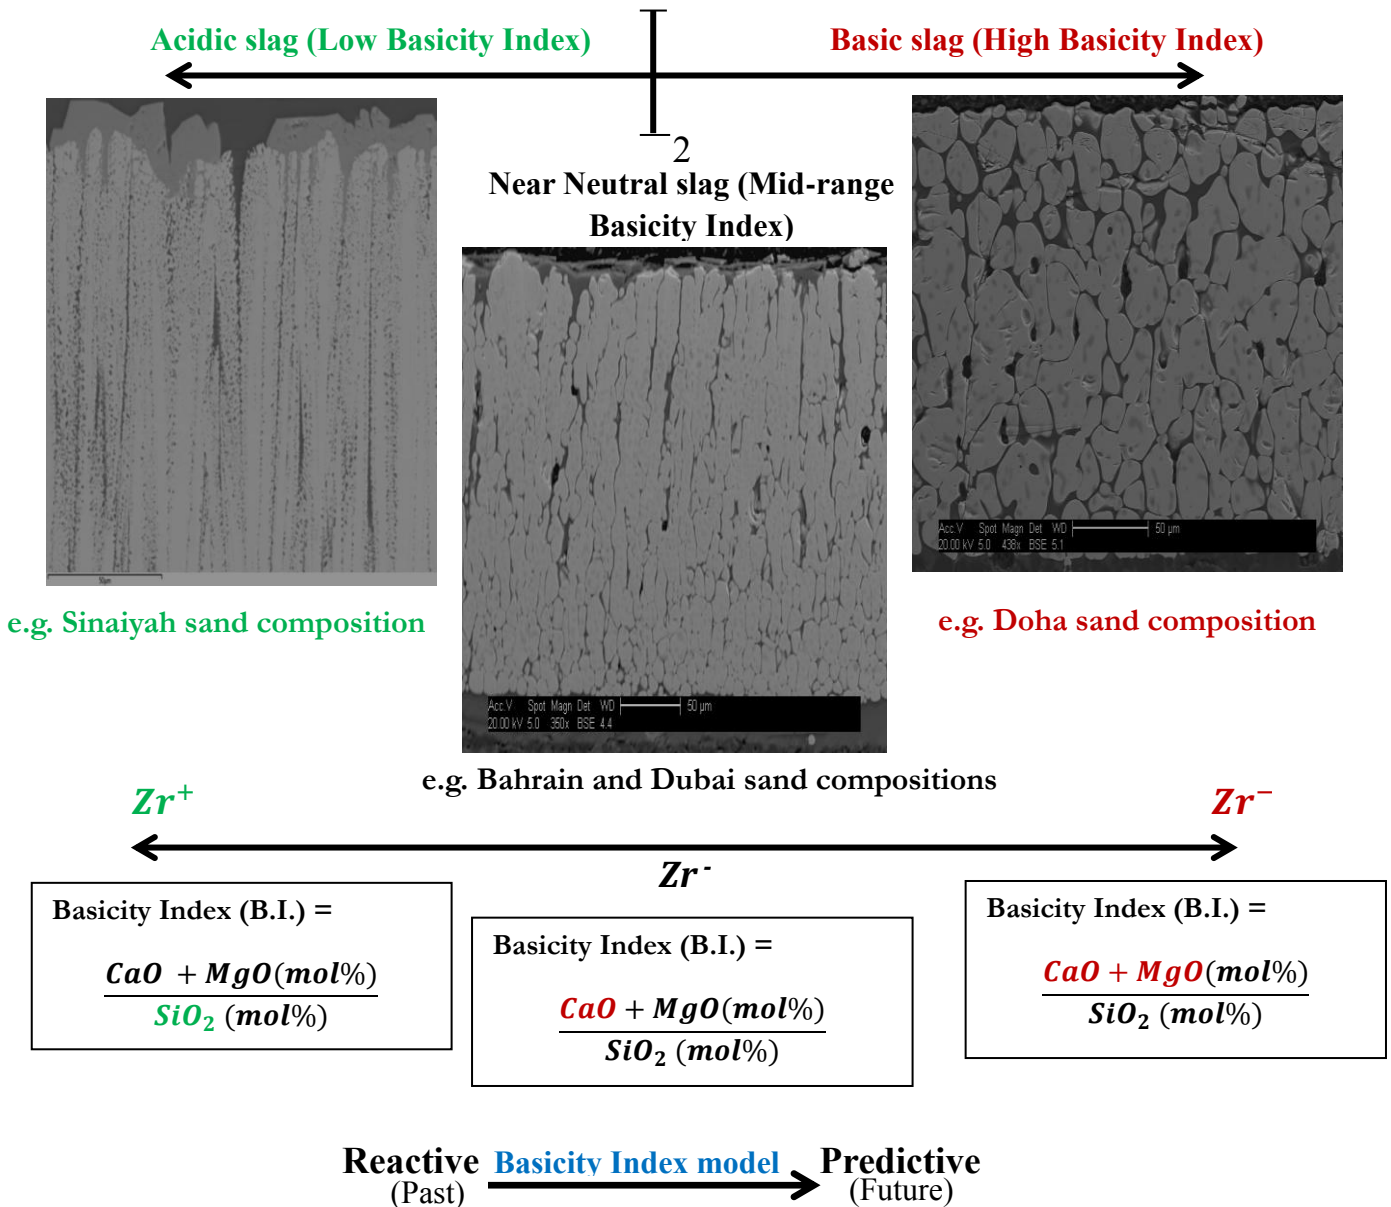 Acidic slag (Low Basicity Index)
Basic slag (High Basicity Index)
2
Near Neutral slag (Mid-range
Basicity Index)
50µm
Acc.V Spot Magn Det WD 50 µm
20.00 kV 5.0 350x BSE 4.4
Acc.V Spot Magn Det WD 50 µm
20.00 kV 5.0 438x BSE 5.1
e.g. Sinaiyah sand composition
e.g. Doha sand composition
e.g. Bahrain and Dubai sand compositions
Zr⁺
Zr⁻
Zr⁻
Basicity Index (B.I.) =
CaO + MgO(mol%)
SiO₂ (mol%)
Basicity Index (B.I.) =
CaO + MgO(mol%)
SiO₂ (mol%)
Basicity Index (B.I.) =
CaO + MgO(mol%)
SiO₂ (mol%)
Reactive Basicity Index model Predictive
(Past) (Future)